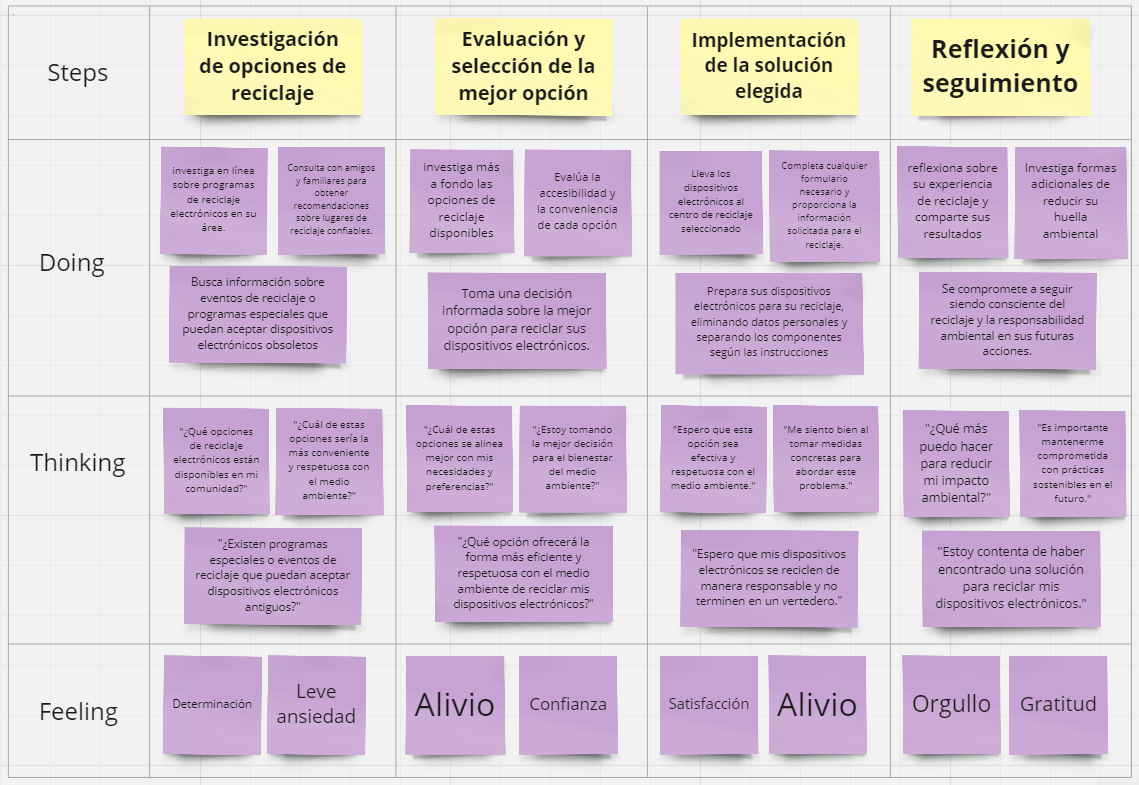 Steps
Investigación
de opciones de
reciclaje
Evaluación y
selección de la
mejor opción
Implementación
de la solución
elegida
Reflexión y
seguimiento
Doing
investiga en línea
sobre programas
de reciclaje
electrónicos en su
área.
Consulta con amigos
y familiares para
obtener
recomendaciones
sobre lugares de
reciclaje confiables.
Busca información sobre
eventos de reciclaje o
programas especiales que
puedan aceptar dispositivos
electrónicos obsoletos
investiga más
a fondo las
opciones de
reciclaje
disponibles
Evalúa la
accesibilidad y
la conveniencia
de cada opción
Toma una decisión
informada sobre la mejor
opción para reciclar sus
dispositivos electrónicos.
Lleva los
dispositivos
electrónicos al
centro de reciclaje
seleccionado
Completa cualquier
formulario
necesario y
proporciona la
información
solicitada para el
reciclaje.
Prepara sus dispositivos
electrónicos para su reciclaje,
eliminando datos personales y
separando los componentes
según las instrucciones
reflexiona sobre
su experiencia
de reciclaje y
comparte sus
resultados
Investiga formas
adicionales de
reducir su
huella
ambiental
Se compromete a seguir
siendo consciente del
reciclaje y la responsabilidad
ambiental en sus futuras
acciones.
Thinking
"¿Qué opciones
de reciclaje
electrónicos están
disponibles en mi
comunidad?"
"¿Cuál de estas
opciones sería la
más conveniente
y respetuosa con
el medio
ambiente?"
"¿Existen programas
especiales o eventos de
reciclaje que puedan aceptar
dispositivos electrónicos
antiguos?"
"¿Cuál de estas
opciones se alinea
mejor con mis
necesidades y
preferencias?"
"¿Estoy tomando
la mejor decisión
para el bienestar
del medio
ambiente?"
"¿Qué opción ofrecerá la
forma más eficiente y
respetuosa con el medio
ambiente de reciclar mis
dispositivos electrónicos?"
"Espero que esta
opción sea
efectiva y
respetuosa con el
medio ambiente."
"Me siento bien al
tomar medidas
concretas para
abordar este
problema."
"Espero que mis dispositivos
electrónicos se reciclen de
manera responsable y no
terminen en un vertedero."
"¿Qué más
puedo hacer
para reducir
mi impacto
ambiental?"
"Es importante
mantenerme
comprometida
con prácticas
sostenibles en el
futuro."
"Estoy contenta de haber
encontrado una solución
para reciclar mis
dispositivos electrónicos."
Feeling
Determinación
Leve
ansiedad
Alivio
Confianza
Satisfacción
Alivio
Orgullo
Gratitud